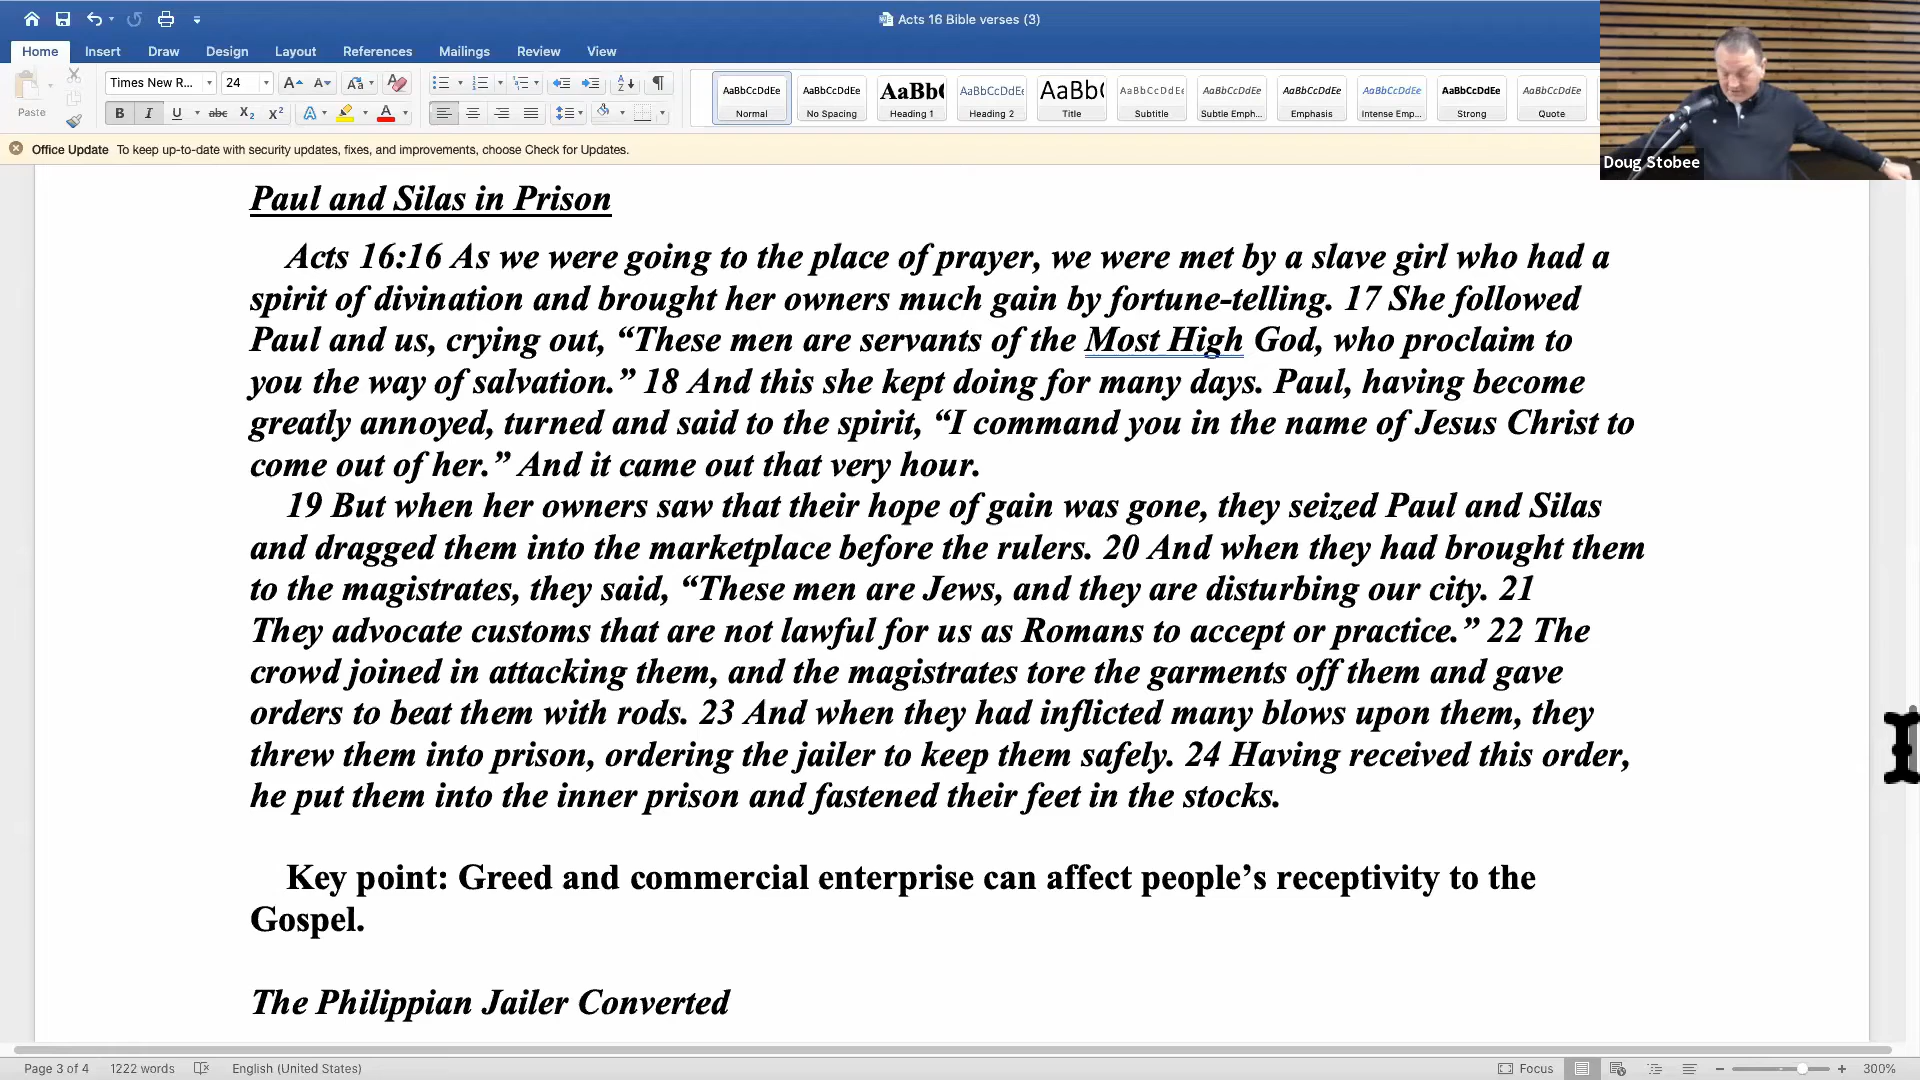 Acts 16 Bible verses (3)
Home Insert Draw Design Layout References Mailings Review View
Paste
Times New R... 24
AaBbCcDdEe AaBbCcDdEe AaBbC AaBbCcDdE AaBb( AaBbCcDdEe AaBbCcDdEe AaBbCcDdEe AaBbCcDdEe AaBbCcDdEe AaBbCcDdEe
Normal No Spacing Heading 1 Heading 2 Title Subtitle Subtle Emph... Emphasis Intense Emp... Strong Quote
Office Update To keep up-to-date with security updates, fixes, and improvements, choose Check for Updates.
Doug Stobee
Paul and Silas in Prison
Acts 16:16 As we were going to the place of prayer, we were met by a slave girl who had a
spirit of divination and brought her owners much gain by fortune-telling. 17 She followed
Paul and us, crying out, “These men are servants of the Most High God, who proclaim to
you the way of salvation.” 18 And this she kept doing for many days. Paul, having become
greatly annoyed, turned and said to the spirit, “I command you in the name of Jesus Christ to
come out of her.” And it came out that very hour.
19 But when her owners saw that their hope of gain was gone, they seized Paul and Silas
and dragged them into the marketplace before the rulers. 20 And when they had brought them
to the magistrates, they said, “These men are Jews, and they are disturbing our city. 21
They advocate customs that are not lawful for us as Romans to accept or practice.” 22 The
crowd joined in attacking them, and the magistrates tore the garments off them and gave
orders to beat them with rods. 23 And when they had inflicted many blows upon them, they
threw them into prison, ordering the jailer to keep them safely. 24 Having received this order,
he put them into the inner prison and fastened their feet in the stocks.
Key point: Greed and commercial enterprise can affect people’s receptivity to the
Gospel.
The Philippian Jailer Converted
Page 3 of 4 1222 words English (United States) Focus 300%